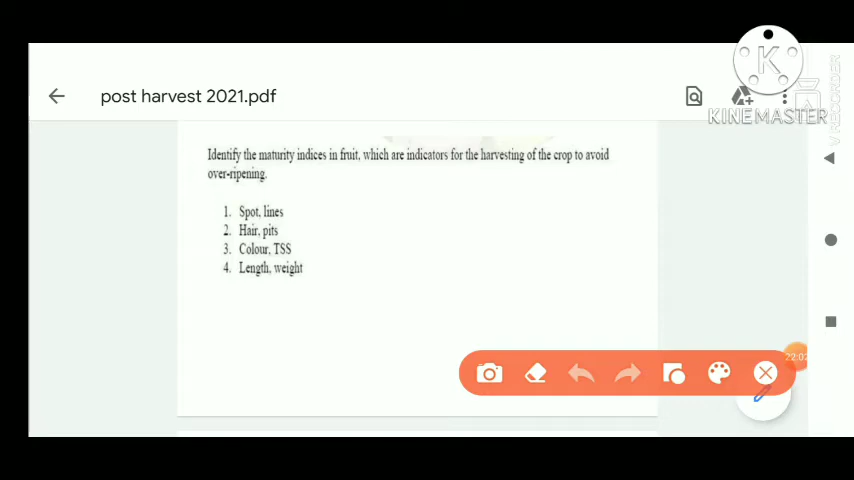 K
KINEMASTER
V RECORDER
post harvest 2021.pdf
Identify the maturity indices in fruit, which are indicators for the harvesting of the crop to avoid
over-ripening.
1. Spot, lines
2. Hair, pits
3. Colour, TSS
4. Length, weight